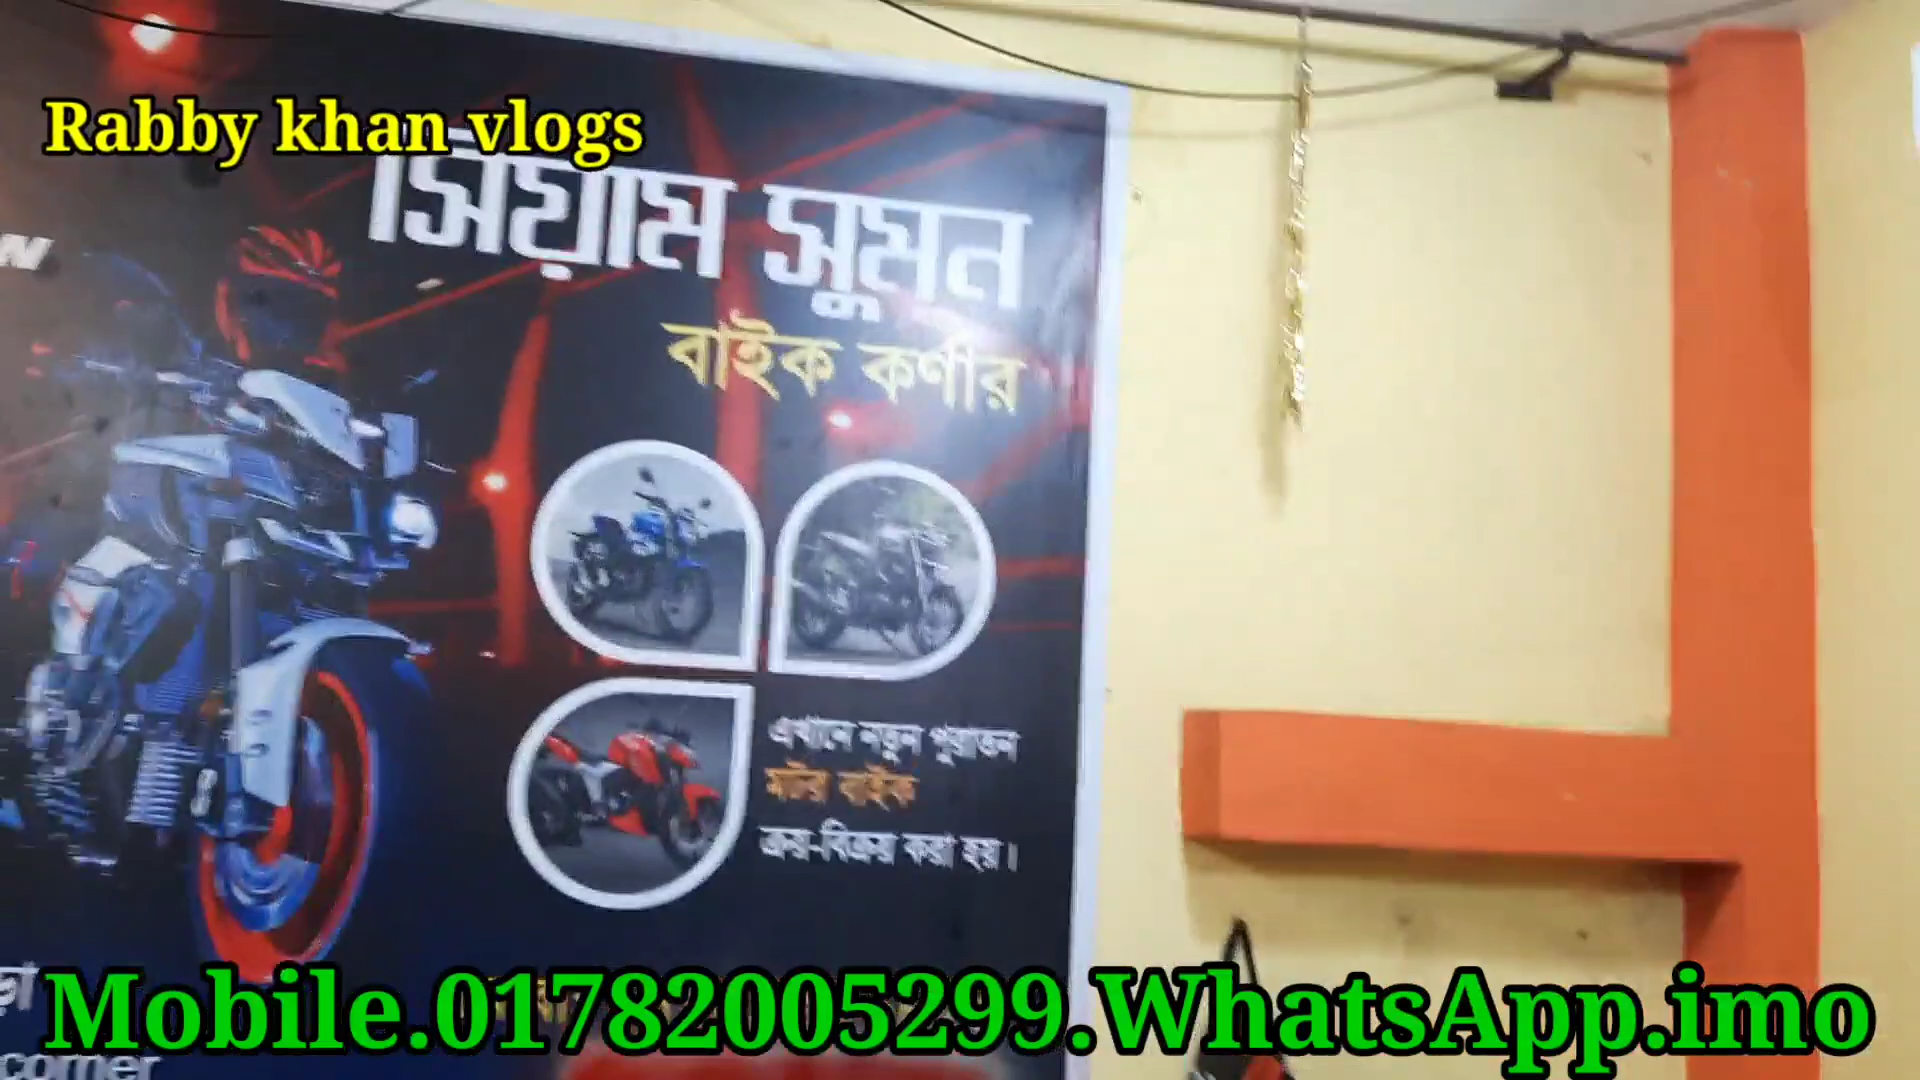 Rabby khan vlogs
সিয়াম সুমন
N
বাইক কর্ণার
এখানে নতুন পুরাতন
মটর বাইক
ক্রয়-বিক্রয় করা হয়।
Mobile.01782005299.WhatsApp.imo
corner